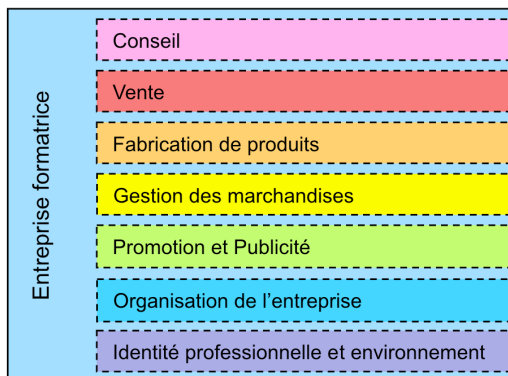 Entreprise formatrice
Conseil
Vente
Fabrication de produits
Gestion des marchandises
Promotion et Publicité
Organisation de l’entreprise
Identité professionnelle et environnement